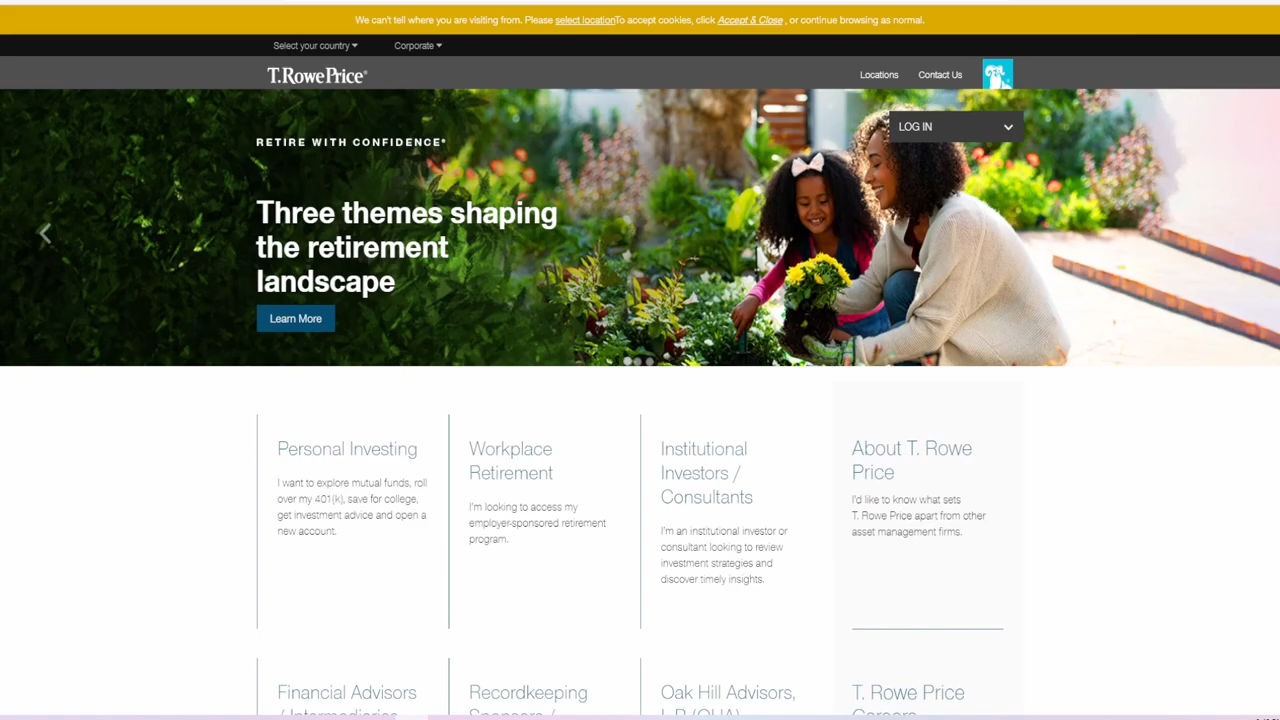 We can't tell where you are visiting from. Please select locationTo accept cookies, click Accept & Close , or continue browsing as normal.
Select your country
Corporate
T.RowePrice®
Locations
Contact Us
LOG IN
RETIRE WITH CONFIDENCE®
Three themes shaping
the retirement
landscape
Learn More
Personal Investing
I want to explore mutual funds, roll
over my 401(k), save for college,
get investment advice and open a
new account.
Workplace
Retirement
I'm looking to access my
employer-sponsored retirement
program.
Institutional
Investors /
Consultants
I'm an institutional investor or
consultant looking to review
investment strategies and
discover timely insights.
About T. Rowe
Price
I'd like to know what sets
T. Rowe Price apart from other
asset management firms.
Financial Advisors
/ Intermediaries
Recordkeeping
Sponsors /
Oak Hill Advisors,
L.P. (OHA)
T. Rowe Price
Careers